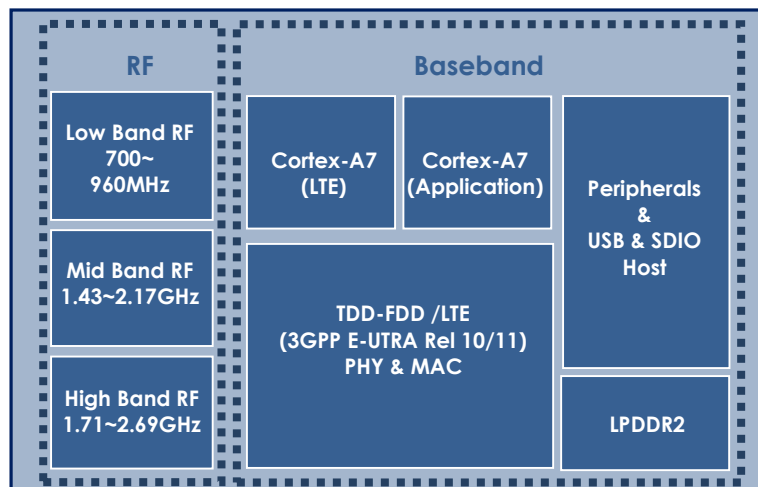 RF
Low Band RF
700~
960MHz
Mid Band RF
1.43~2.17GHz
High Band RF
1.71~2.69GHz
Baseband
Cortex-A7
(LTE)
Cortex-A7
(Application)
Peripherals
&
USB & SDIO
Host
TDD-FDD /LTE
(3GPP E-UTRA Rel 10/11)
PHY & MAC
LPDDR2